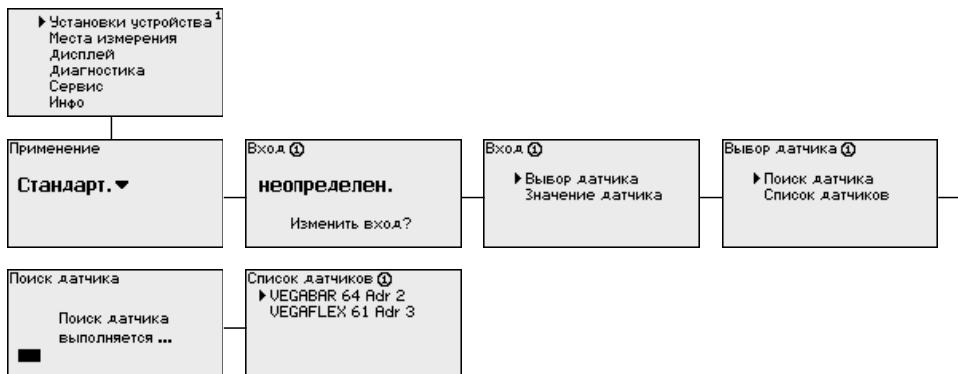 ▶Установки устройства 1
Места измерения
Дисплей
Диагностика
Сервис
Инфо
Применение
Стандарт.▼
Вход ①
неопределен.
Изменить вход?
Вход ①
▶Выбор датчика
Значение датчика
Выбор датчика ①
▶Поиск датчика
Список датчиков
Поиск датчика
Поиск датчика
выполняется ...
Список датчиков ①
▶VEGABAR 64 Adr 2
VEGAFLEX 61 Adr 3